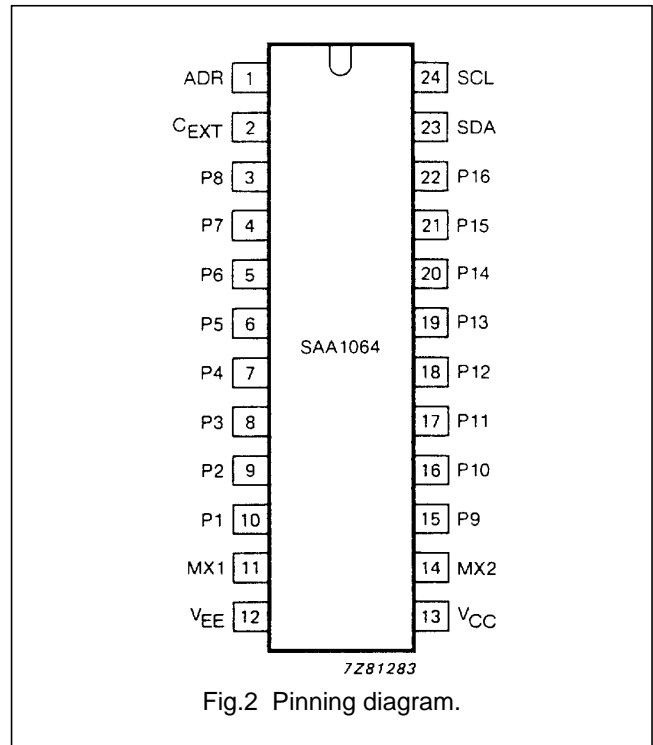 ADR 1 24 SCL
CEXT 2 23 SDA
P8 3 22 P16
P7 4 21 P15
P6 5 20 P14
P5 6 19 P13
SAA1064
P4 7 18 P12
P3 8 17 P11
P2 9 16 P10
P1 10 15 P9
MX1 11 14 MX2
VEE 12 13 VCC
7Z81283
Fig.2 Pinning diagram.